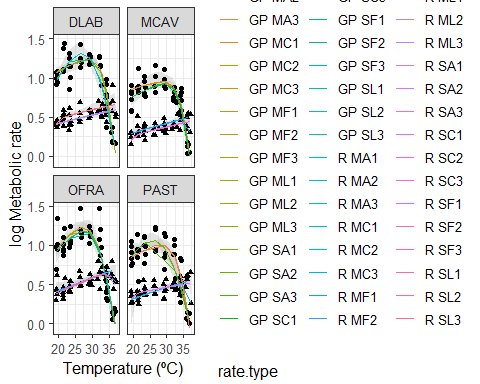 GP MA3 GP SF1 R ML2
DLAB MCAV
GP MC1 GP SF2 R ML3
GP MC2 GP SF3 R SA1
GP MC3 GP SL1 R SA2
GP MF1 GP SL2 R SA3
GP MF2 GP SL3 R SC1
GP MF3 R MA1 R SC2
GP ML1 R MA2 R SC3
GP ML2 R MA3 R SF1
GP ML3 R MC1 R SF2
GP SA1 R MC2 R SF3
GP SA2 R MC3 R SL1
GP SA3 R MF1 R SL2
GP SC1 R MF2 R SL3
1.5
1.0
0.5
0.0
OFRA PAST
1.5
1.0
0.5
0.0
log Metabolic rate
20 25 30 35 20 25 30 35
Temperature (ºC)
rate.type